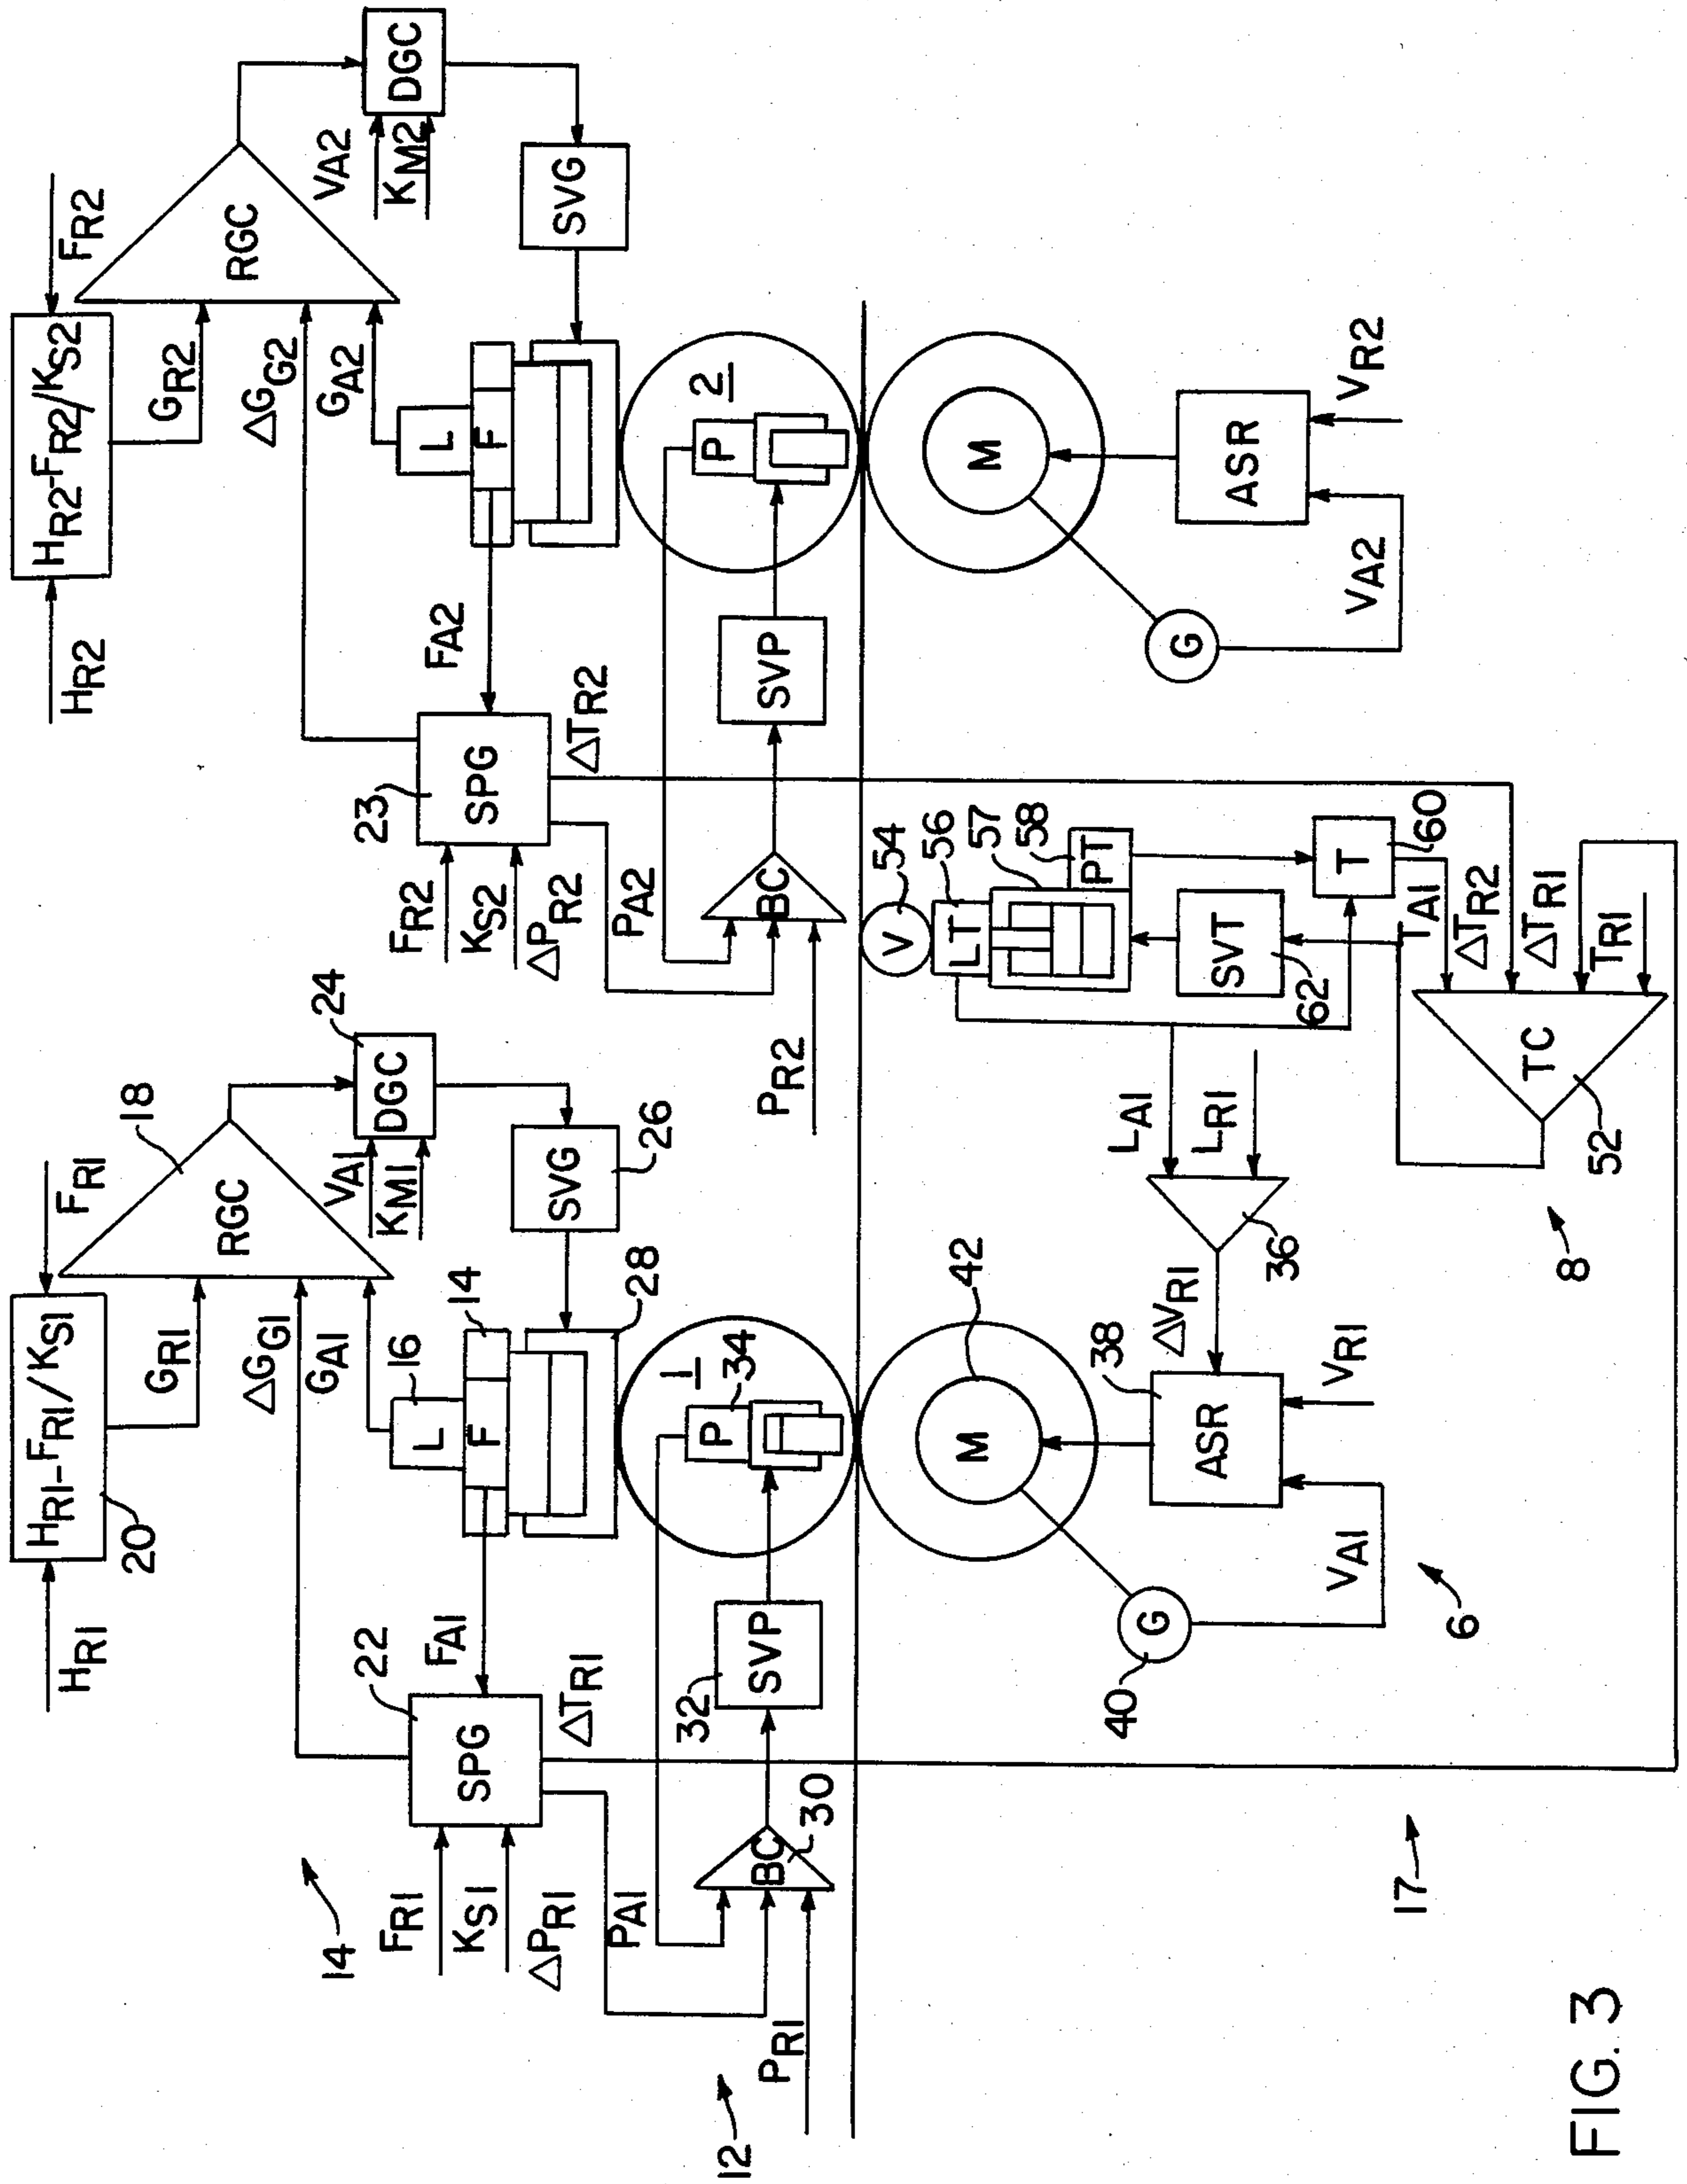 HR1
HR1-FR1/KS1
20
FR1
18
RGC
GR1
ΔGG1
GA1
VA1
KM1
24
DGC
SVG
26
16
14
L
F
28
FA1
22
SPG
FR1
KS1
ΔPR1
ΔTR1
14
PA1
1
P
34
32
SVP
BC
30
PR1
12
HR2
HR2-FR2/KS2
FR2
RGC
GR2
ΔGG2
GA2
VA2
KM2
DGC
SVG
L
F
FA2
23
SPG
FR2
KS2
ΔPR2
ΔTR2
PA2
2
P
SVP
BC
PR2
M
42
G
40
VA1
ASR
38
VR1
ΔVR1
36
LA1
LR1
6
V
54
LT
56
57
58
PT
SVT
62
T
60
TA1
ΔTR2
ΔTR1
TR1
TC
52
8
M
G
VA2
ASR
VR2
17
FIG. 3